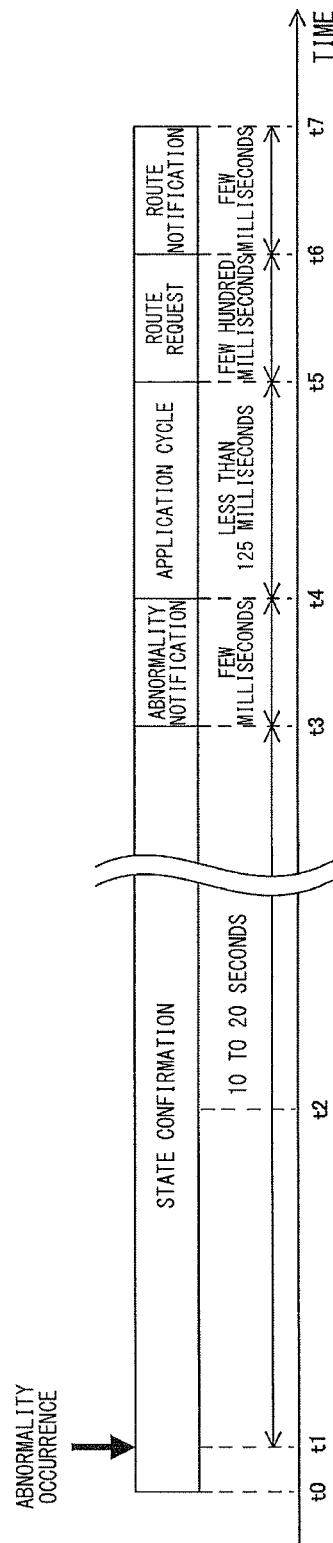 ABNORMALITY
OCCURRENCE
STATE CONFIRMATION
ABNORMALITY
NOTIFICATION
APPLICATION CYCLE
ROUTE
REQUEST
ROUTE
NOTIFICATION
10 TO 20 SECONDS
FEW
MILLISECONDS
LESS THAN
125 MILLISECONDS
FEW HUNDRED
MILLISECONDS
FEW
MILLISECONDS
t0
t1
t2
t3
t4
t5
t6
t7
TIME